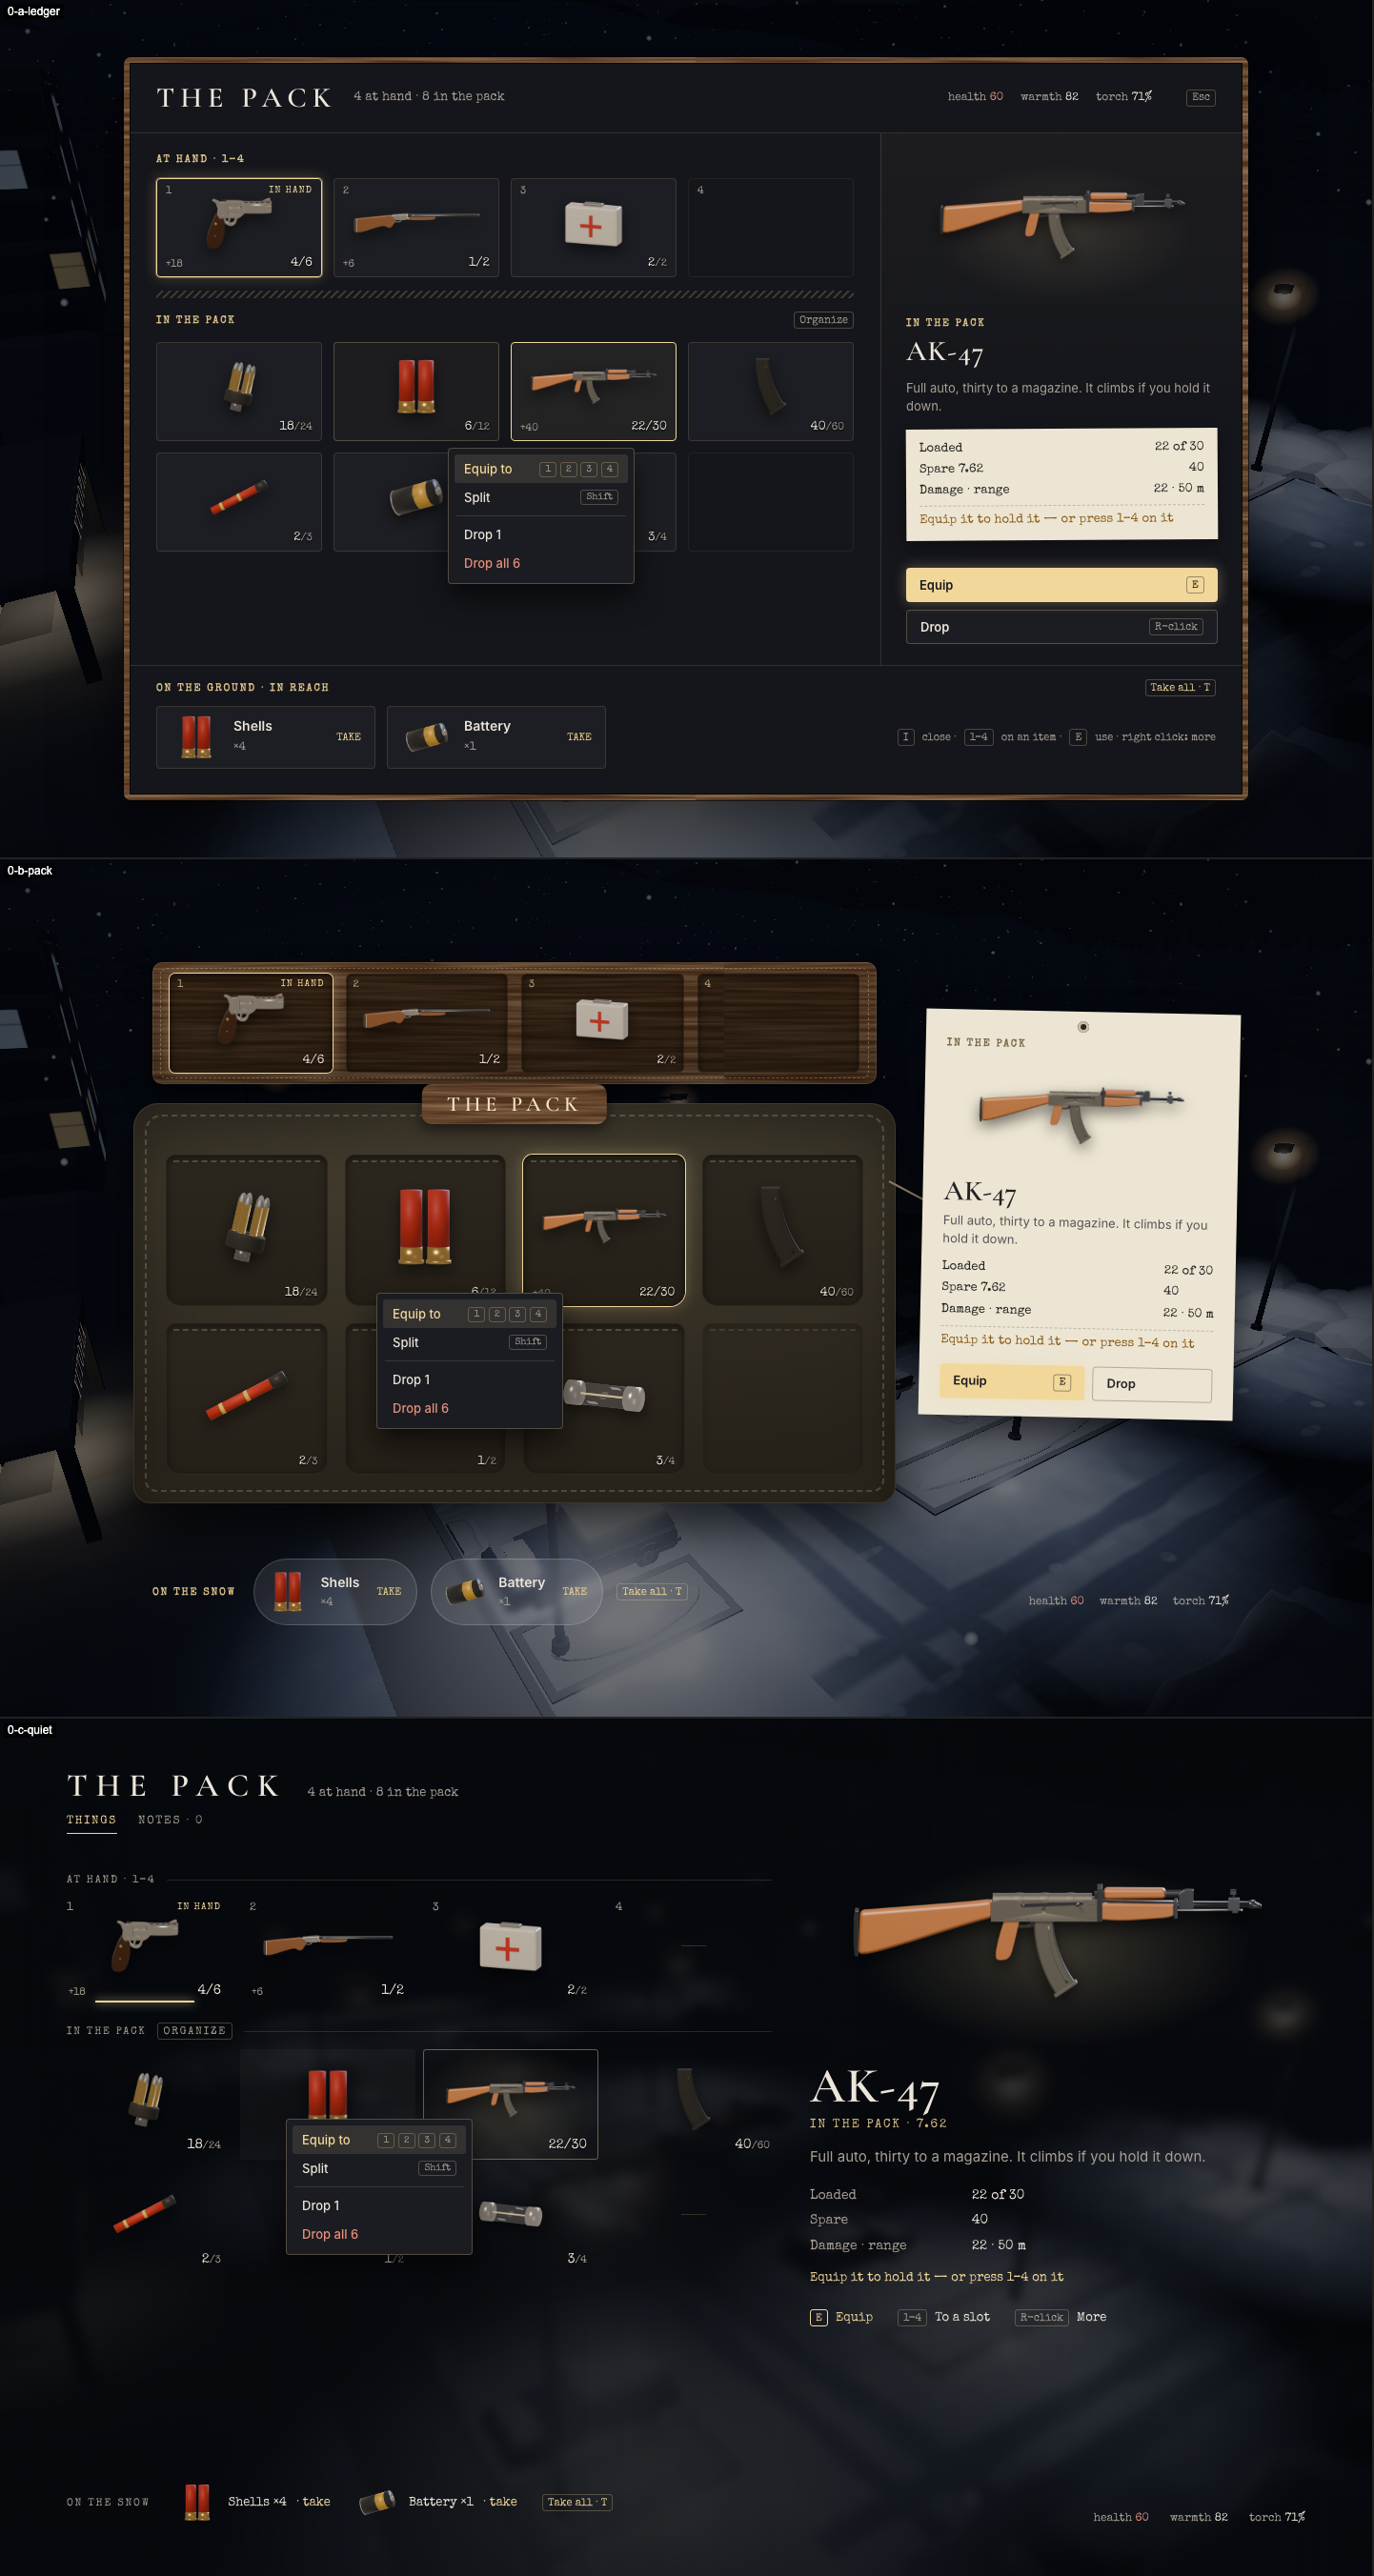 0-a-ledger
THE PACK 4 at hand · 8 in the pack health 60 warmth 82 torch 71% Esc
AT HAND · 1-4
1 IN HAND 2 3 4
+18 4/6 +6 1/2 2/2
IN THE PACK Organize
18/24 6/12 +40 22/30 40/60
2/3 3/4
Equip to 1 2 3 4
Split Shift
Drop 1
Drop all 6
IN THE PACK
AK-47
Full auto, thirty to a magazine. It climbs if you hold it
down.
Loaded 22 of 30
Spare 7.62 40
Damage · range 22 · 50 m
Equip it to hold it — or press 1-4 on it
Equip E
Drop R-click
ON THE GROUND · IN REACH Take all · T
Shells
×4 TAKE
Battery
×1 TAKE
I close · 1-4 on an item · E use · right click: more
0-b-pack
1 IN HAND 2 3 4
4/6 1/2 2/2
THE PACK
18/24 6/12 +40 22/30 40/60
2/3 1/2 3/4
Equip to 1 2 3 4
Split Shift
Drop 1
Drop all 6
IN THE PACK
AK-47
Full auto, thirty to a magazine. It climbs if you
hold it down.
Loaded 22 of 30
Spare 7.62 40
Damage · range 22 · 50 m
Equip it to hold it — or press 1-4 on it
Equip E Drop
ON THE SNOW
Shells
×4 TAKE
Battery
×1 TAKE
Take all · T
health 60 warmth 82 torch 71%
0-c-quiet
THE PACK 4 at hand · 8 in the pack
THINGS NOTES · 0
AT HAND · 1-4
1 IN HAND 2 3 4
+18 4/6 +6 1/2 2/2
IN THE PACK ORGANIZE
18/24 22/30 40/60
2/3 1/2 3/4
Equip to 1 2 3 4
Split Shift
Drop 1
Drop all 6
AK-47
IN THE PACK · 7.62
Full auto, thirty to a magazine. It climbs if you hold it down.
Loaded 22 of 30
Spare 40
Damage · range 22 · 50 m
Equip it to hold it — or press 1-4 on it
E Equip 1-4 To a slot R-click More
ON THE SNOW Shells ×4 · take Battery ×1 · take Take all · T
health 60 warmth 82 torch 71%